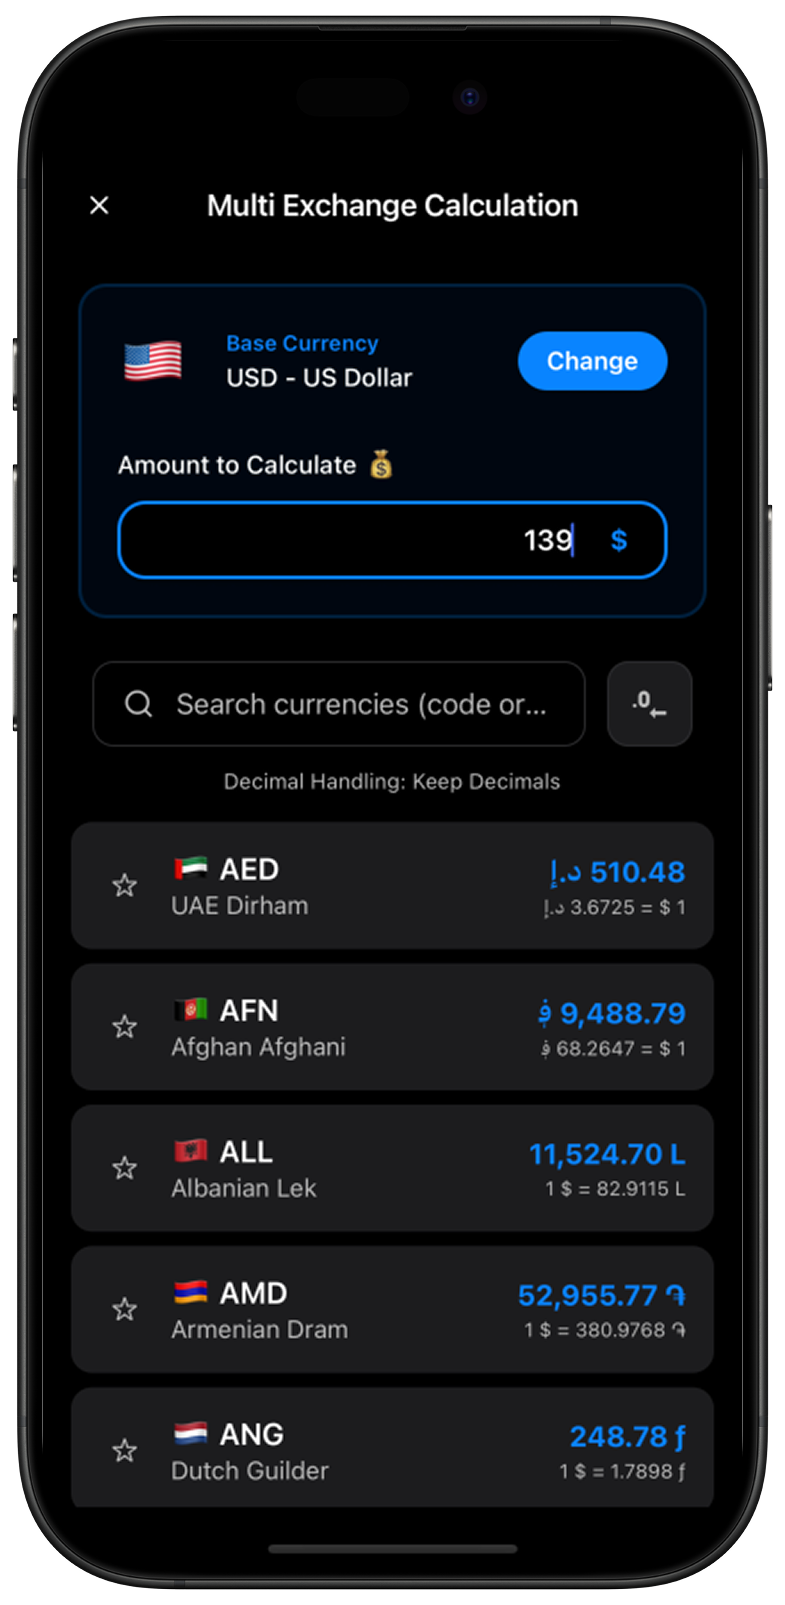 Multi Exchange Calculation
Base Currency
USD - US Dollar
Change
Amount to Calculate 💰
139 $
Search currencies (code or...
.0
Decimal Handling: Keep Decimals
AED
UAE Dirham
د.إ 510.48
د.إ 3.6725 = $ 1
AFN
Afghan Afghani
؋ 9,488.79
؋ 68.2647 = $ 1
ALL
Albanian Lek
11,524.70 L
1 $ = 82.9115 L
AMD
Armenian Dram
52,955.77 ֏
1 $ = 380.9768 ֏
ANG
Dutch Guilder
248.78 ƒ
1 $ = 1.7898 ƒ